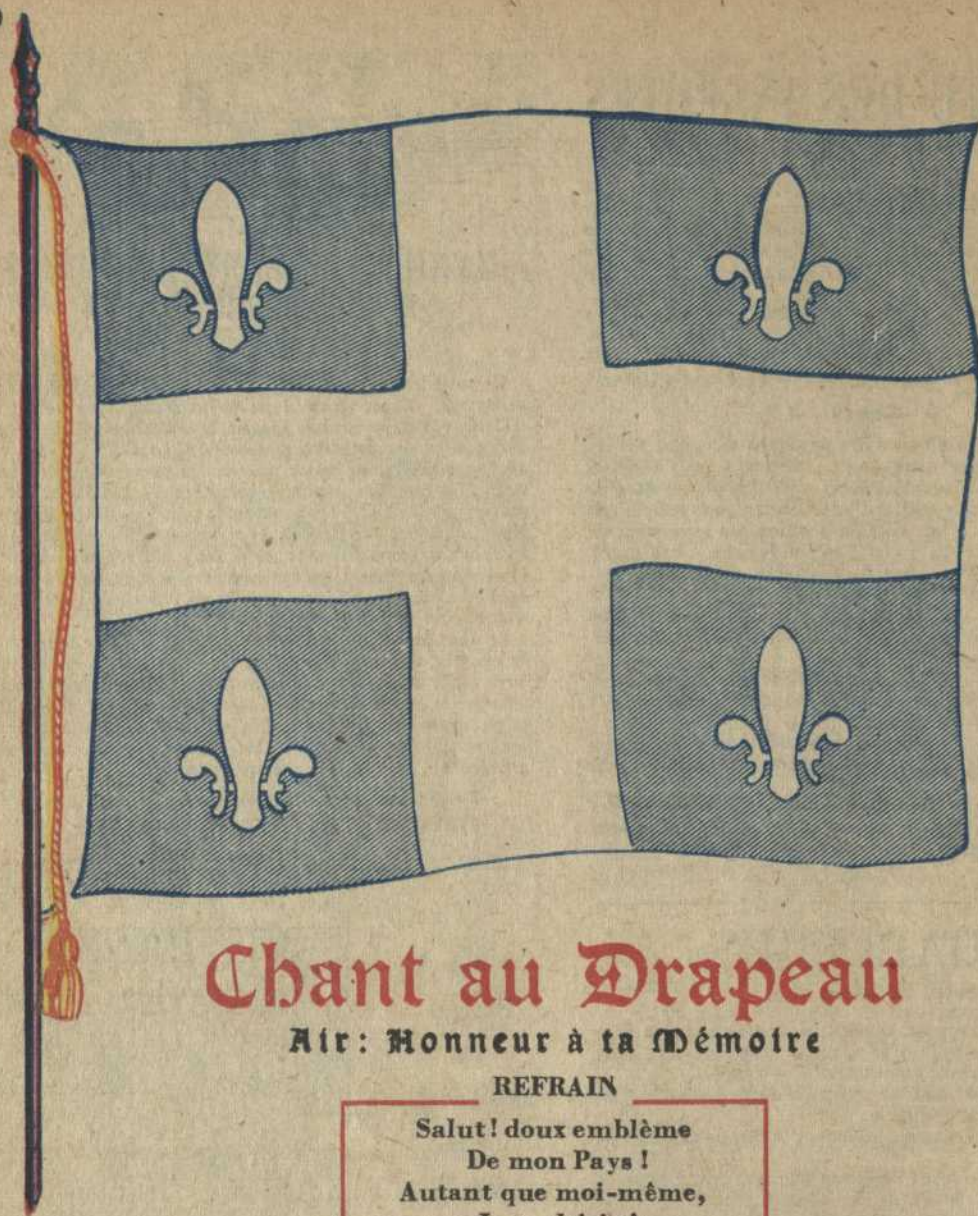 Chant au Drapeau
Air: Honneur à ta Mémoire
REFRAIN
Salut! doux emblème
De mon Pays !
Autant que moi-même,